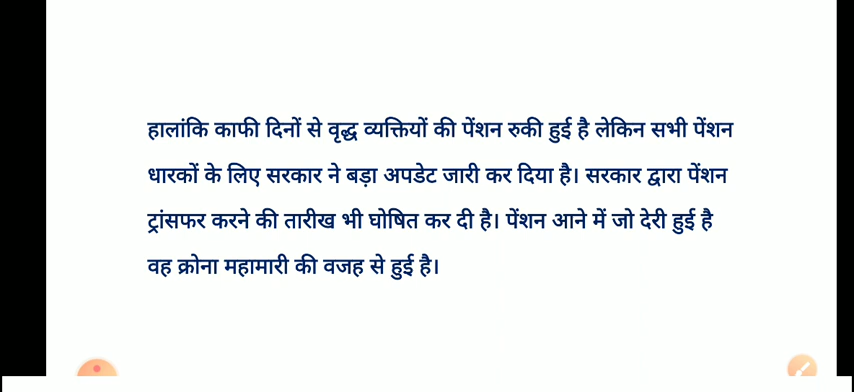 हालांकि काफी दिनों से वृद्ध व्यक्तियों की पेंशन रुकी हुई है लेकिन सभी पेंशन
धारकों के लिए सरकार ने बड़ा अपडेट जारी कर दिया है। सरकार द्वारा पेंशन
ट्रांसफर करने की तारीख भी घोषित कर दी है। पेंशन आने में जो देरी हुई है
वह क्रोना महामारी की वजह से हुई है।